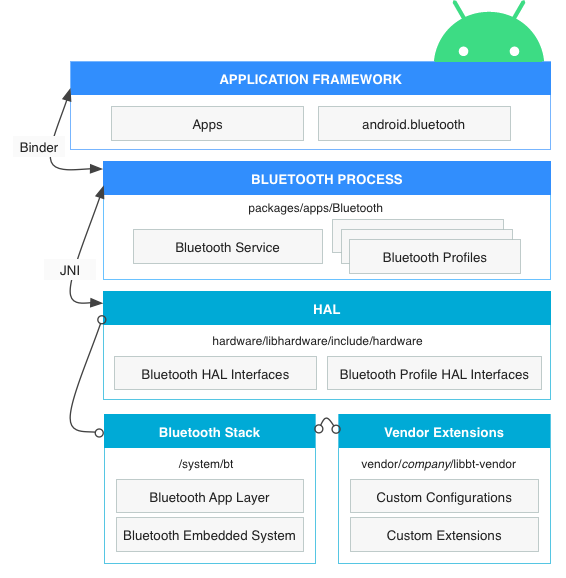 APPLICATION FRAMEWORK
Apps
android.bluetooth
Binder
BLUETOOTH PROCESS
packages/apps/Bluetooth
Bluetooth Service
Bluetooth Profiles
JNI
HAL
hardware/libhardware/include/hardware
Bluetooth HAL Interfaces
Bluetooth Profile HAL Interfaces
Bluetooth Stack
/system/bt
Bluetooth App Layer
Bluetooth Embedded System
Vendor Extensions
vendor/company/libbt-vendor
Custom Configurations
Custom Extensions